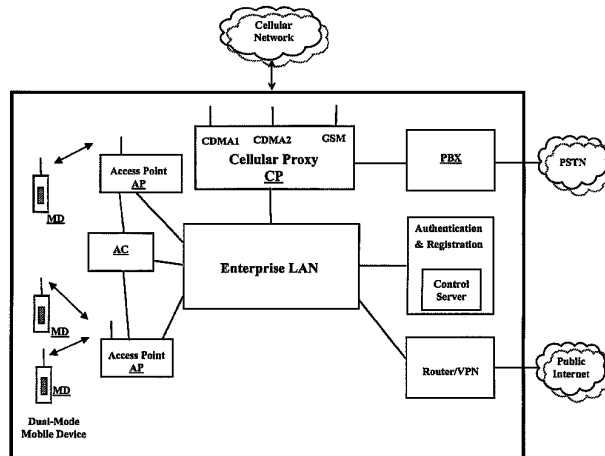 Cellular
Network
CDMA1 CDMA2 GSM
Cellular Proxy
CP
PBX
PSTN
Access Point
AP
MD
AC
Enterprise LAN
Authentication
& Registration
Control
Server
MD
Access Point
AP
MD
Router/VPN
Public
Internet
Dual-Mode
Mobile Device